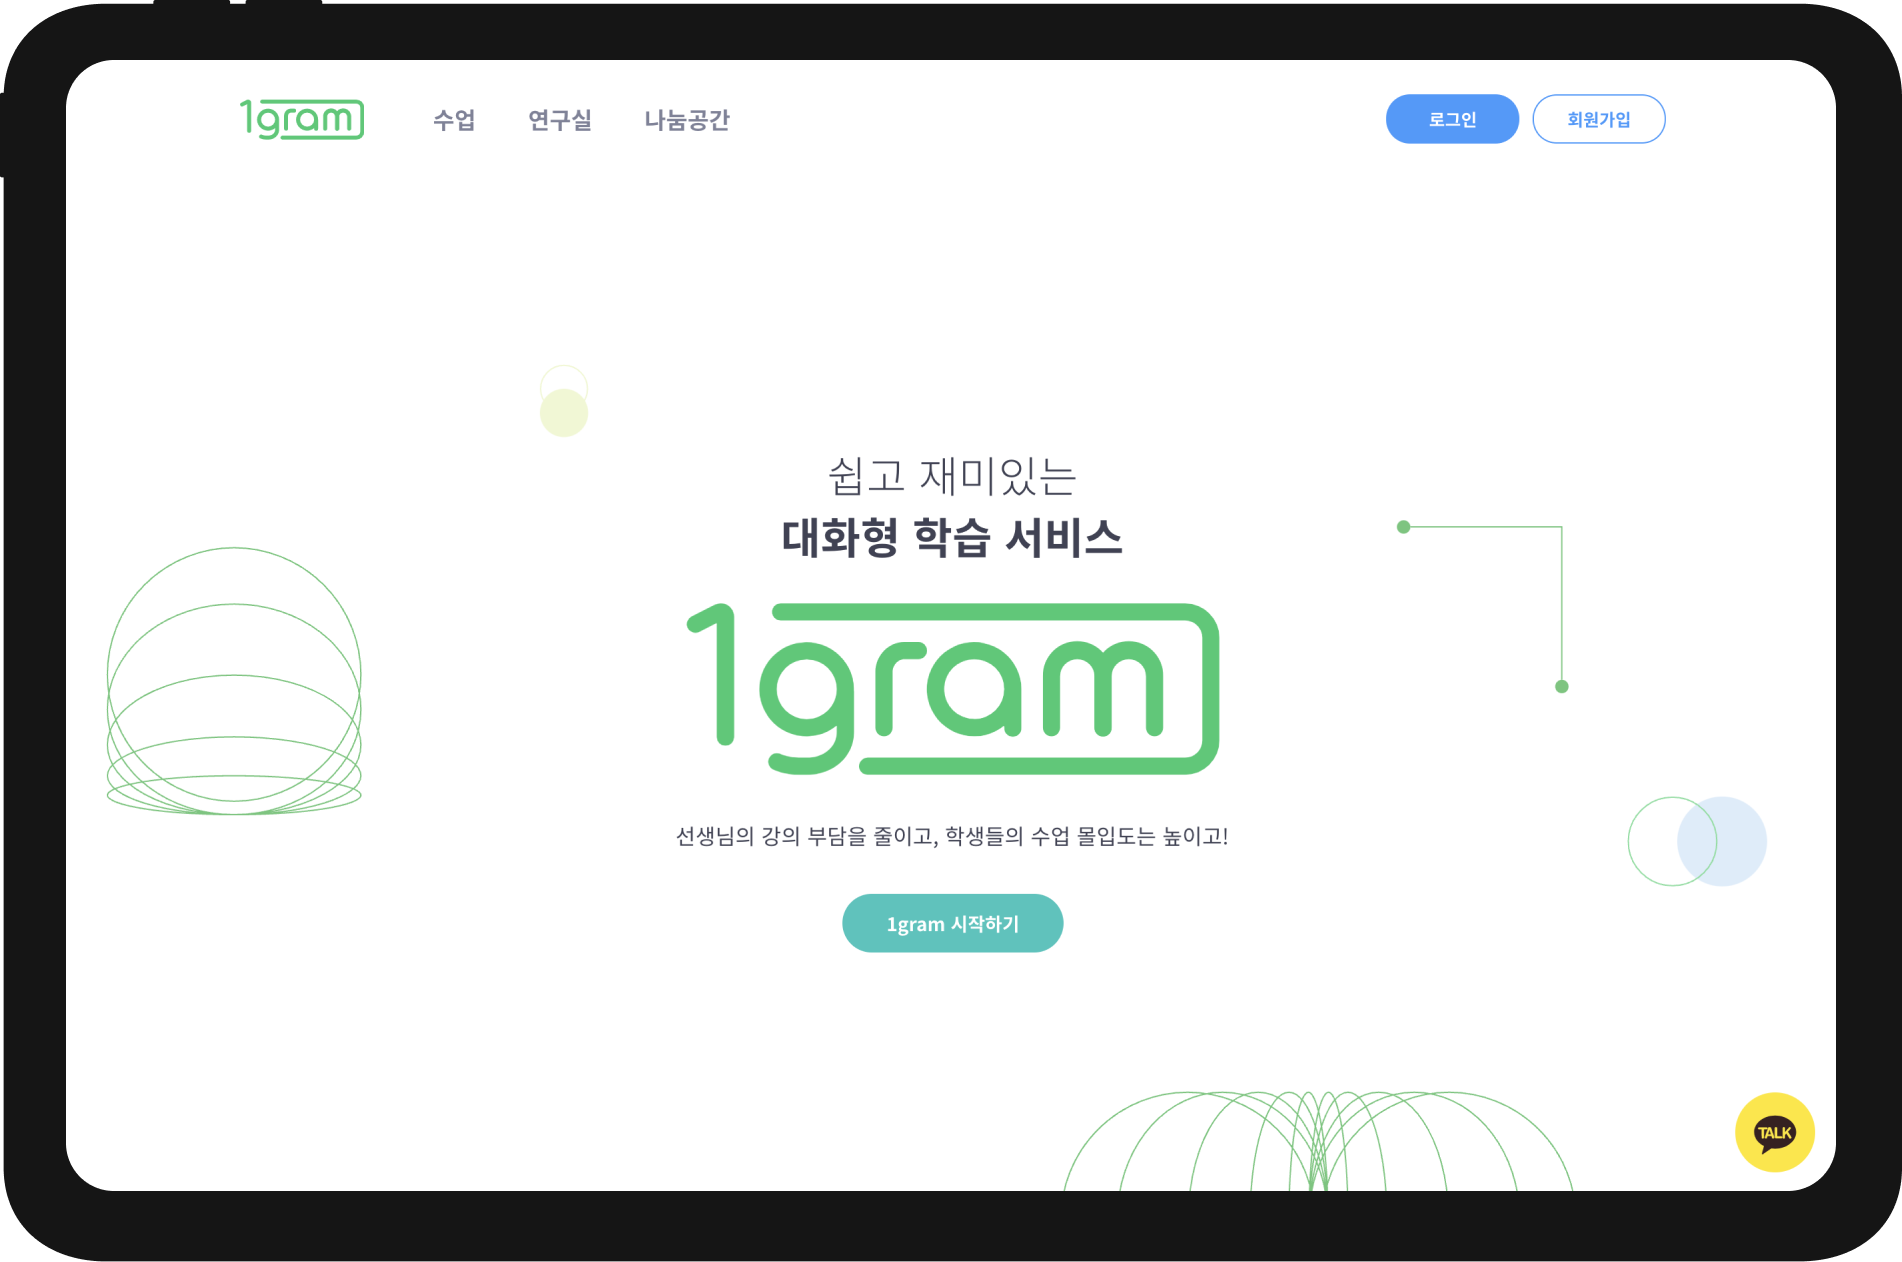 1gram 수업 연구실 나눔공간 로그인 회원가입
쉽고 재미있는
대화형 학습 서비스
1gram
선생님의 강의 부담을 줄이고, 학생들의 수업 몰입도는 높이고!
1gram 시작하기
TALK